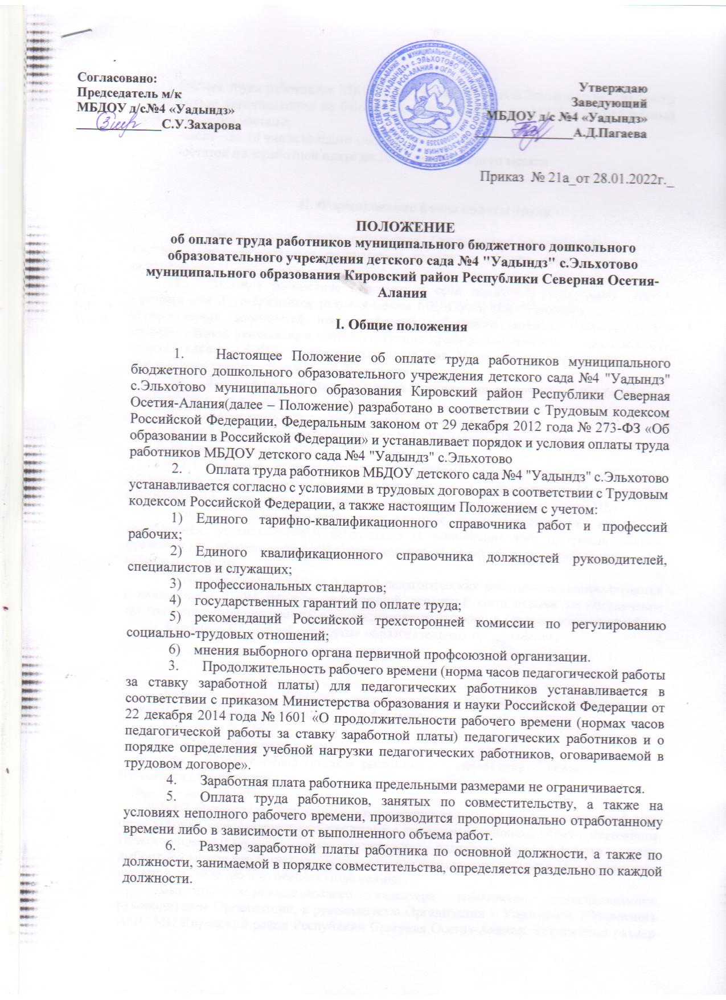 Согласовано:
Председатель м/к
МБДОУ д/с№4 «Уадындз»
____________С.У.Захарова
Утверждаю
Заведующий
МБДОУ д/с №4 «Уадындз»
______________А.Д.Пагаева
Приказ № 21а_от 28.01.2022г._
ПОЛОЖЕНИЕ
об оплате труда работников муниципального бюджетного дошкольного
образовательного учреждения детского сада №4 "Уадындз" с.Эльхотово
муниципального образования Кировский район Республики Северная Осетия-
Алания
I. Общие положения
1. Настоящее Положение об оплате труда работников муниципального
бюджетного дошкольного образовательного учреждения детского сада №4 "Уадындз"
с.Эльхотово муниципального образования Кировский район Республики Северная
Осетия-Алания(далее – Положение) разработано в соответствии с Трудовым кодексом
Российской Федерации, Федеральным законом от 29 декабря 2012 года № 273-ФЗ «Об
образовании в Российской Федерации» и устанавливает порядок и условия оплаты труда
работников МБДОУ детского сада №4 "Уадындз" с.Эльхотово
2. Оплата труда работников МБДОУ детского сада №4 "Уадындз" с.Эльхотово
устанавливается согласно с условиями в трудовых договорах в соответствии с Трудовым
кодексом Российской Федерации, а также настоящим Положением с учетом:
1) Единого тарифно-квалификационного справочника работ и профессий
рабочих;
2) Единого квалификационного справочника должностей руководителей,
специалистов и служащих;
3) профессиональных стандартов;
4) государственных гарантий по оплате труда;
5) рекомендаций Российской трехсторонней комиссии по регулированию
социально-трудовых отношений;
6) мнения выборного органа первичной профсоюзной организации.
3. Продолжительность рабочего времени (норма часов педагогической работы
за ставку заработной платы) для педагогических работников устанавливается в
соответствии с приказом Министерства образования и науки Российской Федерации от
22 декабря 2014 года № 1601 «О продолжительности рабочего времени (нормах часов
педагогической работы за ставку заработной платы) педагогических работников и о
порядке определения учебной нагрузки педагогических работников, оговариваемой в
трудовом договоре».
4. Заработная плата работника предельными размерами не ограничивается.
5. Оплата труда работников, занятых по совместительству, а также на
условиях неполного рабочего времени, производится пропорционально отработанному
времени либо в зависимости от выполненного объема работ.
6. Размер заработной платы работника по основной должности, а также по
должности, занимаемой в порядке совместительства, определяется раздельно по каждой
должности.